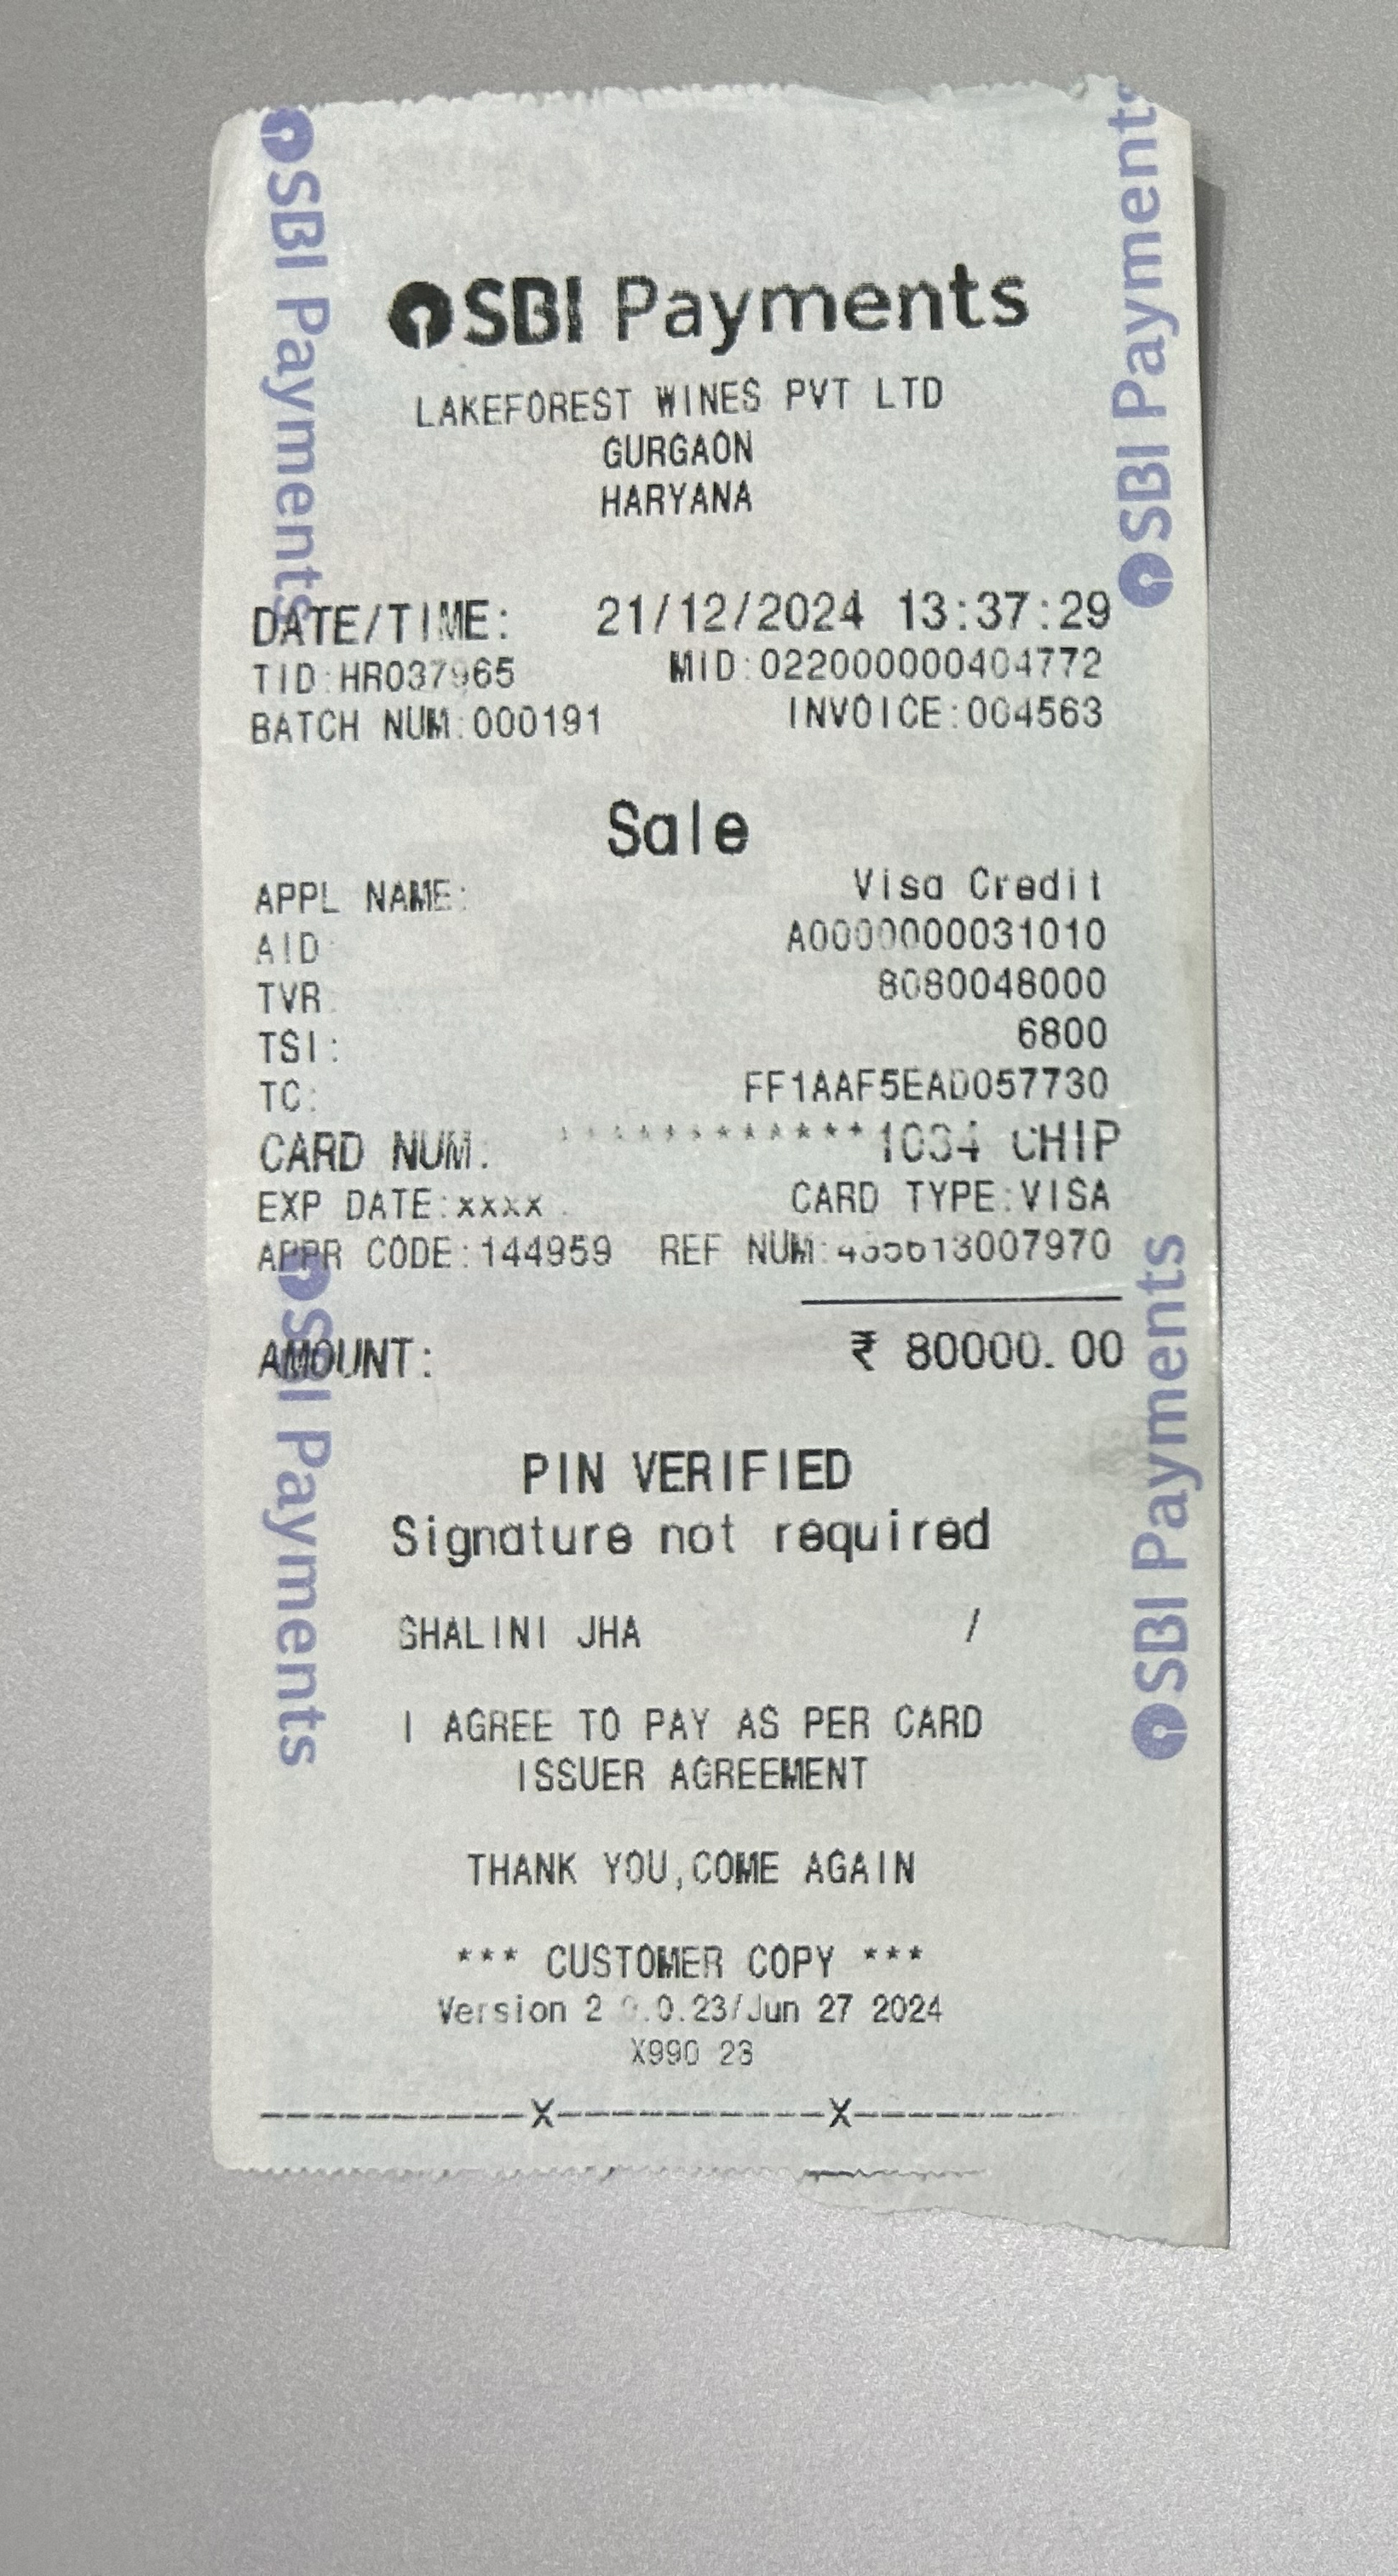 SBI Payments
LAKEFOREST WINES PVT LTD
GURGAON
HARYANA
DATE/TIME: 21/12/2024 13:37:29
TID:HR037965 MID:022000000404772
BATCH NUM:000191 INVOICE:004563
Sale
APPL NAME: Visa Credit
AID: A0000000031010
TVR: 8080048000
TSI: 6800
TC: FF1AAF5EAD057730
CARD NUM: ************1034 CHIP
EXP DATE:xxxx CARD TYPE:VISA
APPR CODE:144959 REF NUM:
AMOUNT: ₹ 80000.00
PIN VERIFIED
Signature not required
SHALINI JHA /
I AGREE TO PAY AS PER CARD
ISSUER AGREEMENT
THANK YOU,COME AGAIN
*** CUSTOMER COPY ***
Version 2 .0.23/Jun 27 2024
X990 23
----------X----------X--------
SBI Payments
SBI Payments
SBI Payments
SBI Payments